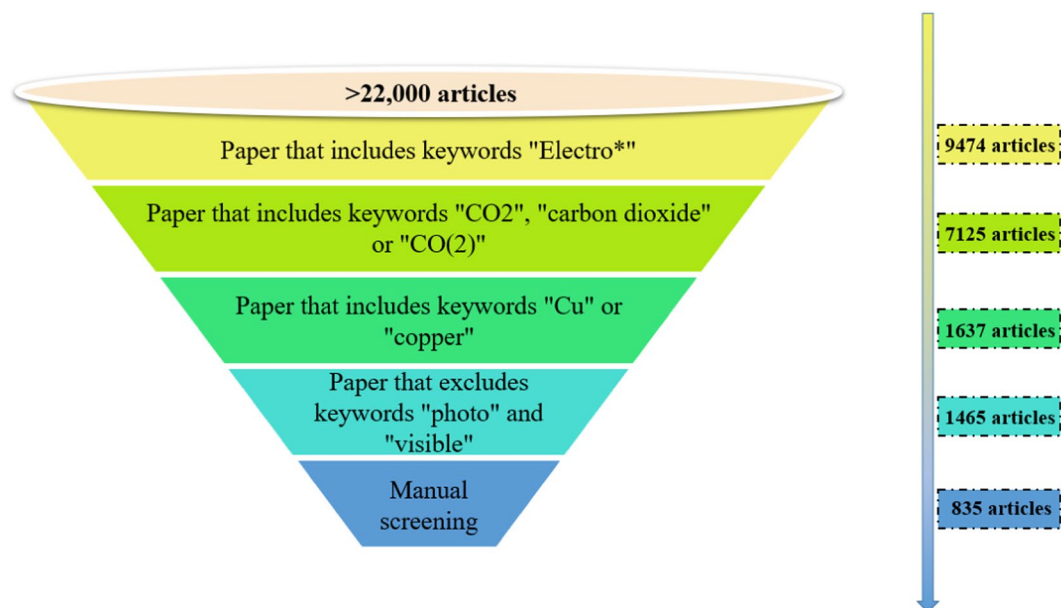 >22,000 articles
Paper that includes keywords "Electro*"
9474 articles
Paper that includes keywords "CO2", "carbon dioxide"
or "CO(2)"
7125 articles
Paper that includes keywords "Cu" or
"copper"
1637 articles
Paper that excludes
keywords "photo" and
"visible"
1465 articles
Manual
screening
835 articles